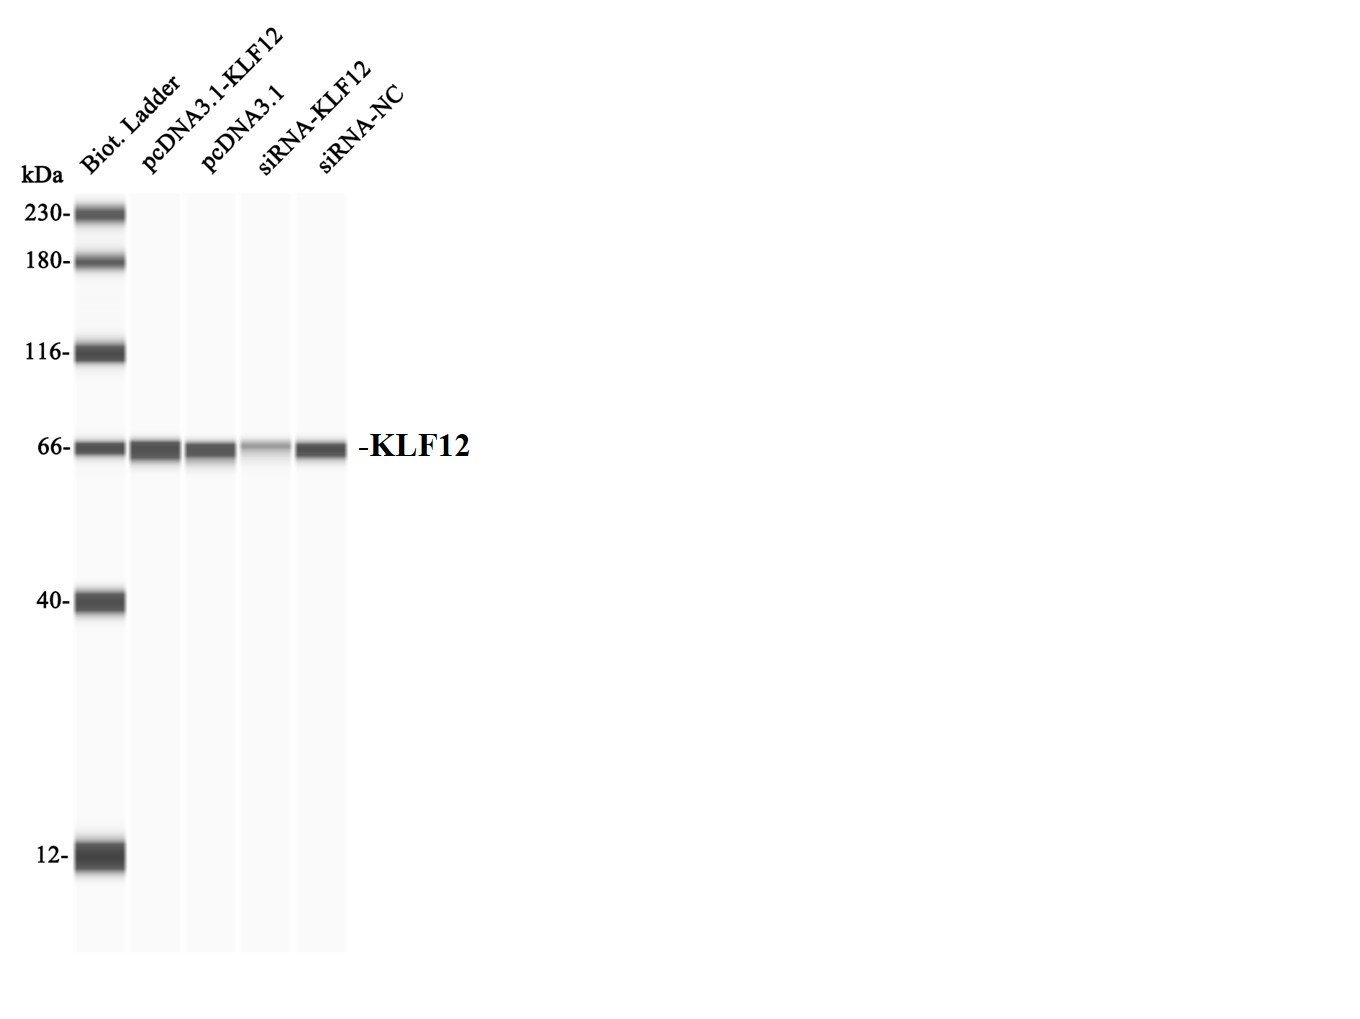 Biot. Ladder
pcDNA3.1-KLF12
pcDNA3.1
siRNA-KLF12
siRNA-NC
kDa
230-
180-
116-
66-
-KLF12
40-
12-